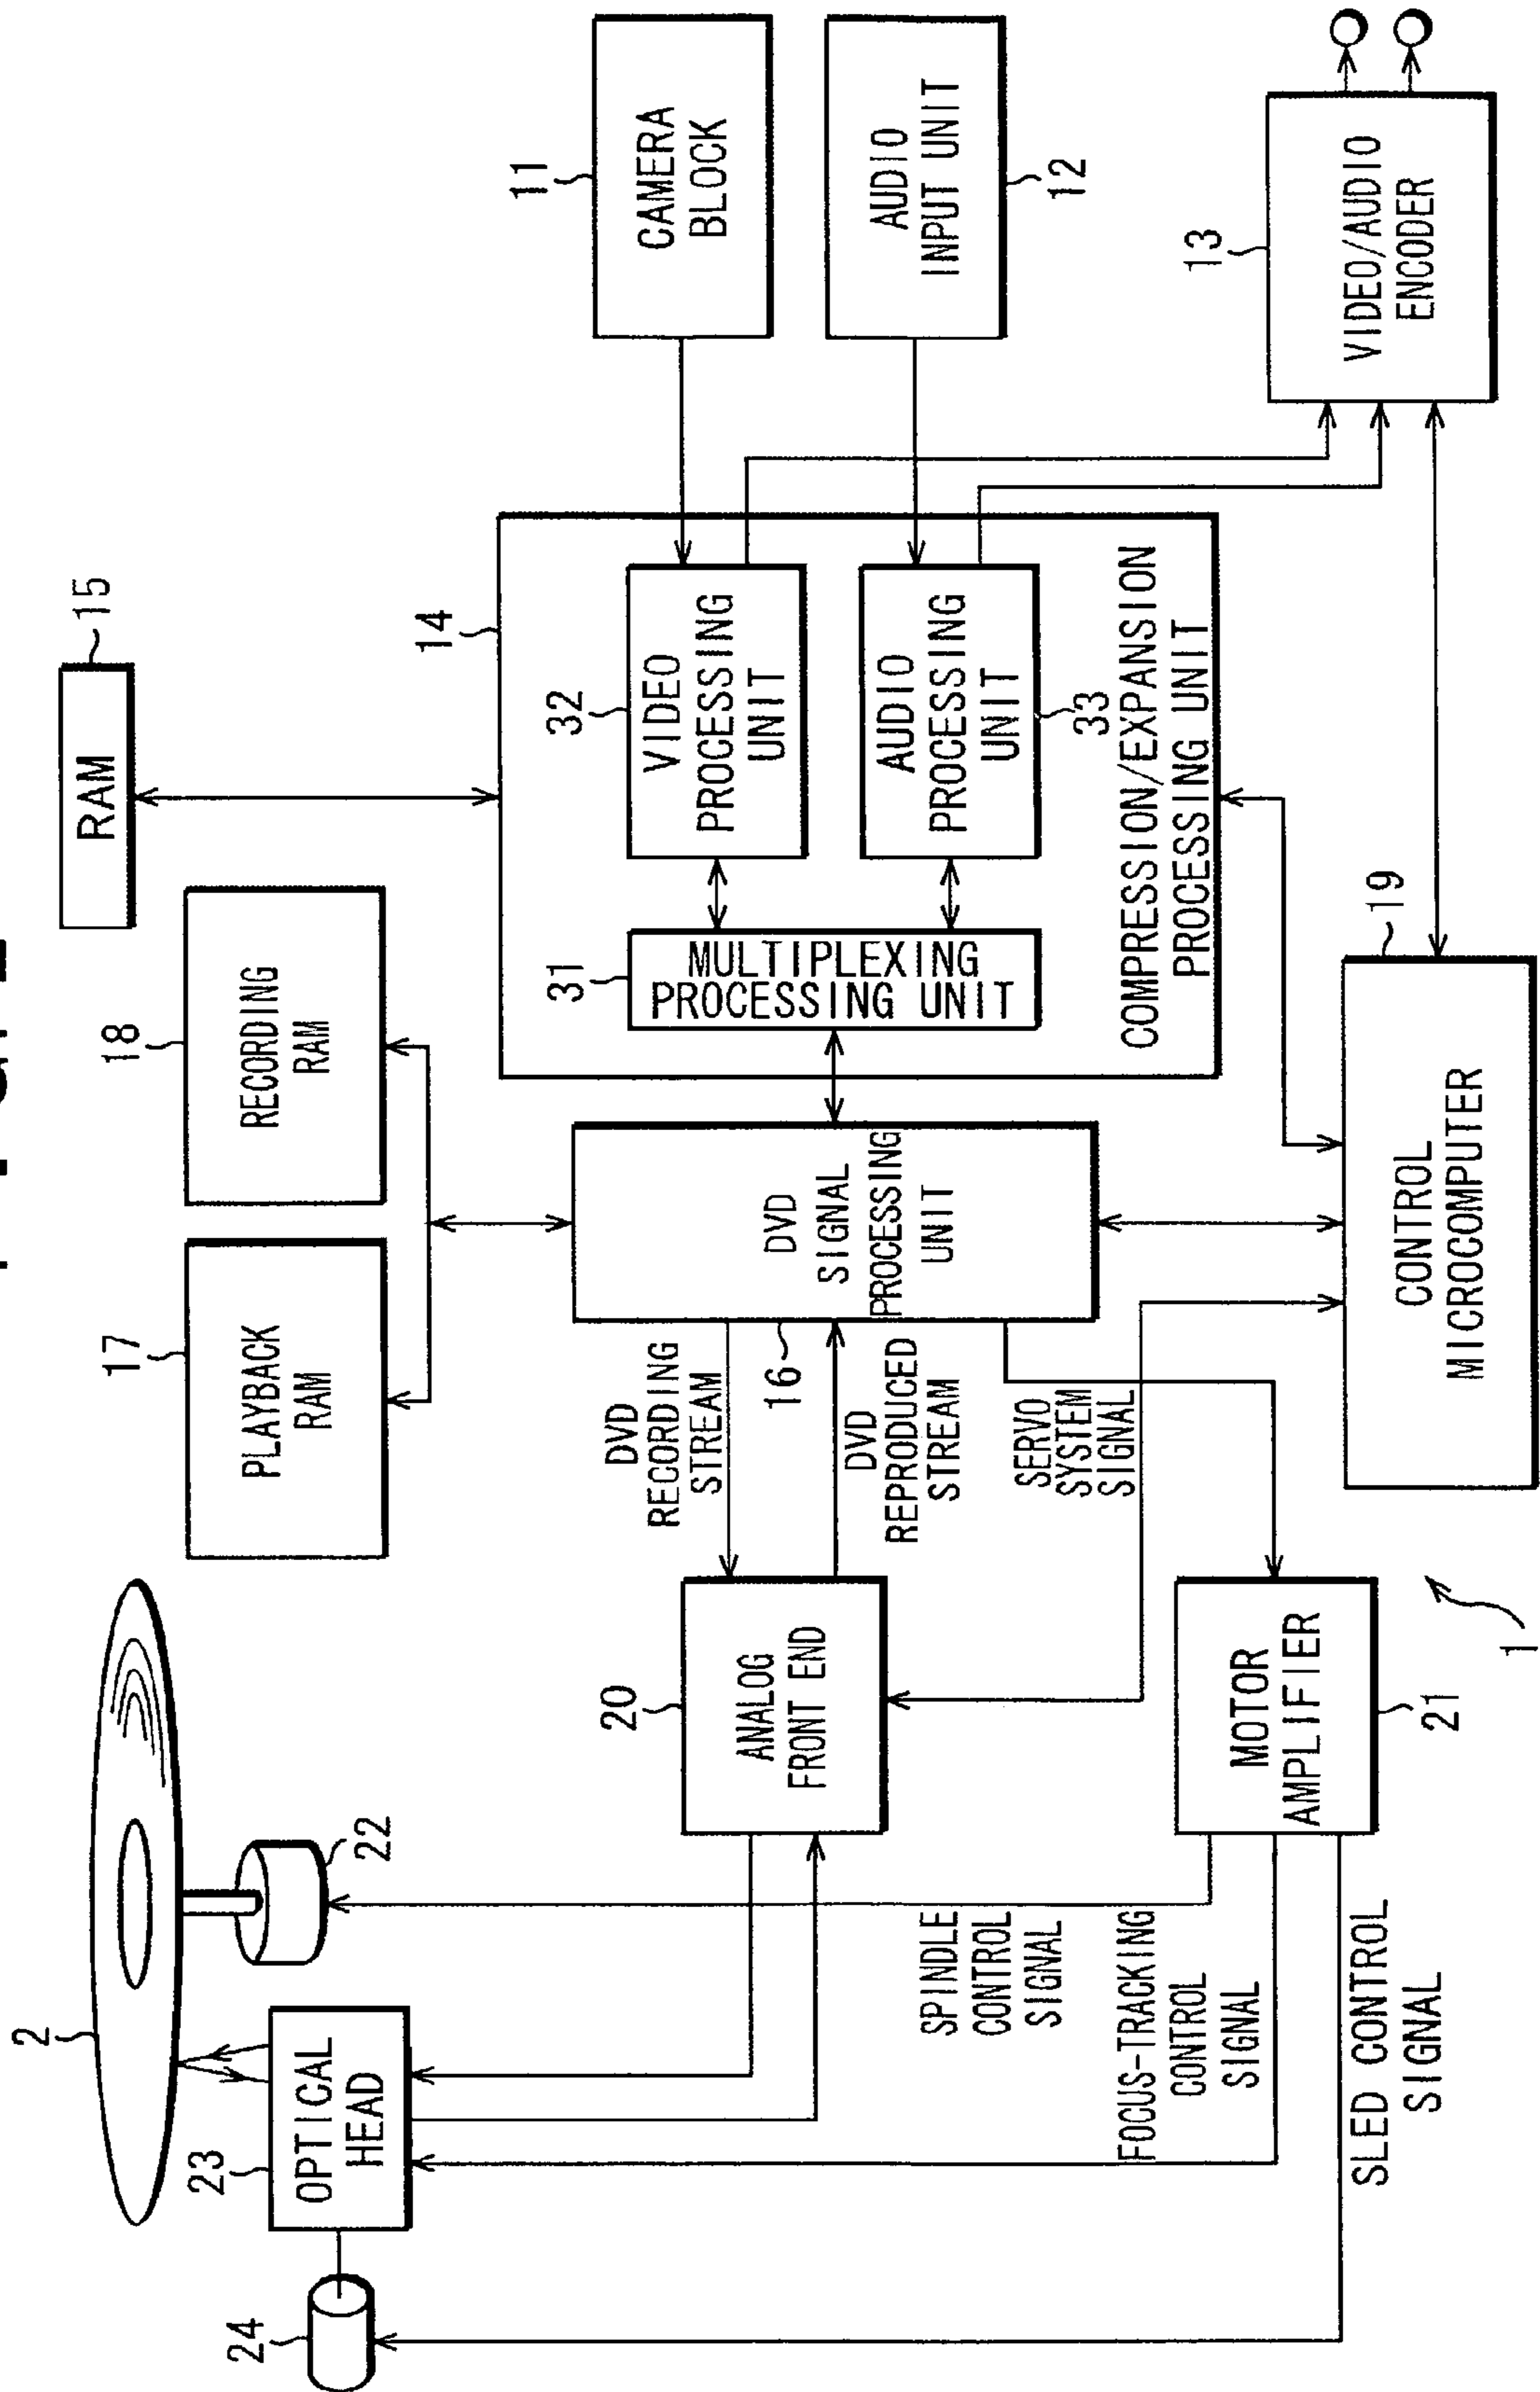 2
22
23
OPTICAL
HEAD
24
17
PLAYBACK
RAM
18
RECORDING
RAM
15
RAM
20
ANALOG
FRONT END
DVD
RECORDING
STREAM
16
DVD
REPRODUCED
STREAM
SERVO
SYSTEM
SIGNAL
DVD
SIGNAL
PROCESSING
UNIT
14
31
MULTIPLEXING
PROCESSING UNIT
32
VIDEO
PROCESSING
UNIT
AUDIO
PROCESSING
UNIT
33
COMPRESSION/EXPANSION
PROCESSING UNIT
11
CAMERA
BLOCK
AUDIO
INPUT UNIT
12
13
VIDEO/AUDIO
ENCODER
SPINDLE
CONTROL
SIGNAL
FOCUS-TRACKING
CONTROL
SIGNAL
SLED CONTROL
SIGNAL
MOTOR
AMPLIFIER
21
19
CONTROL
MICROCOMPUTER
1